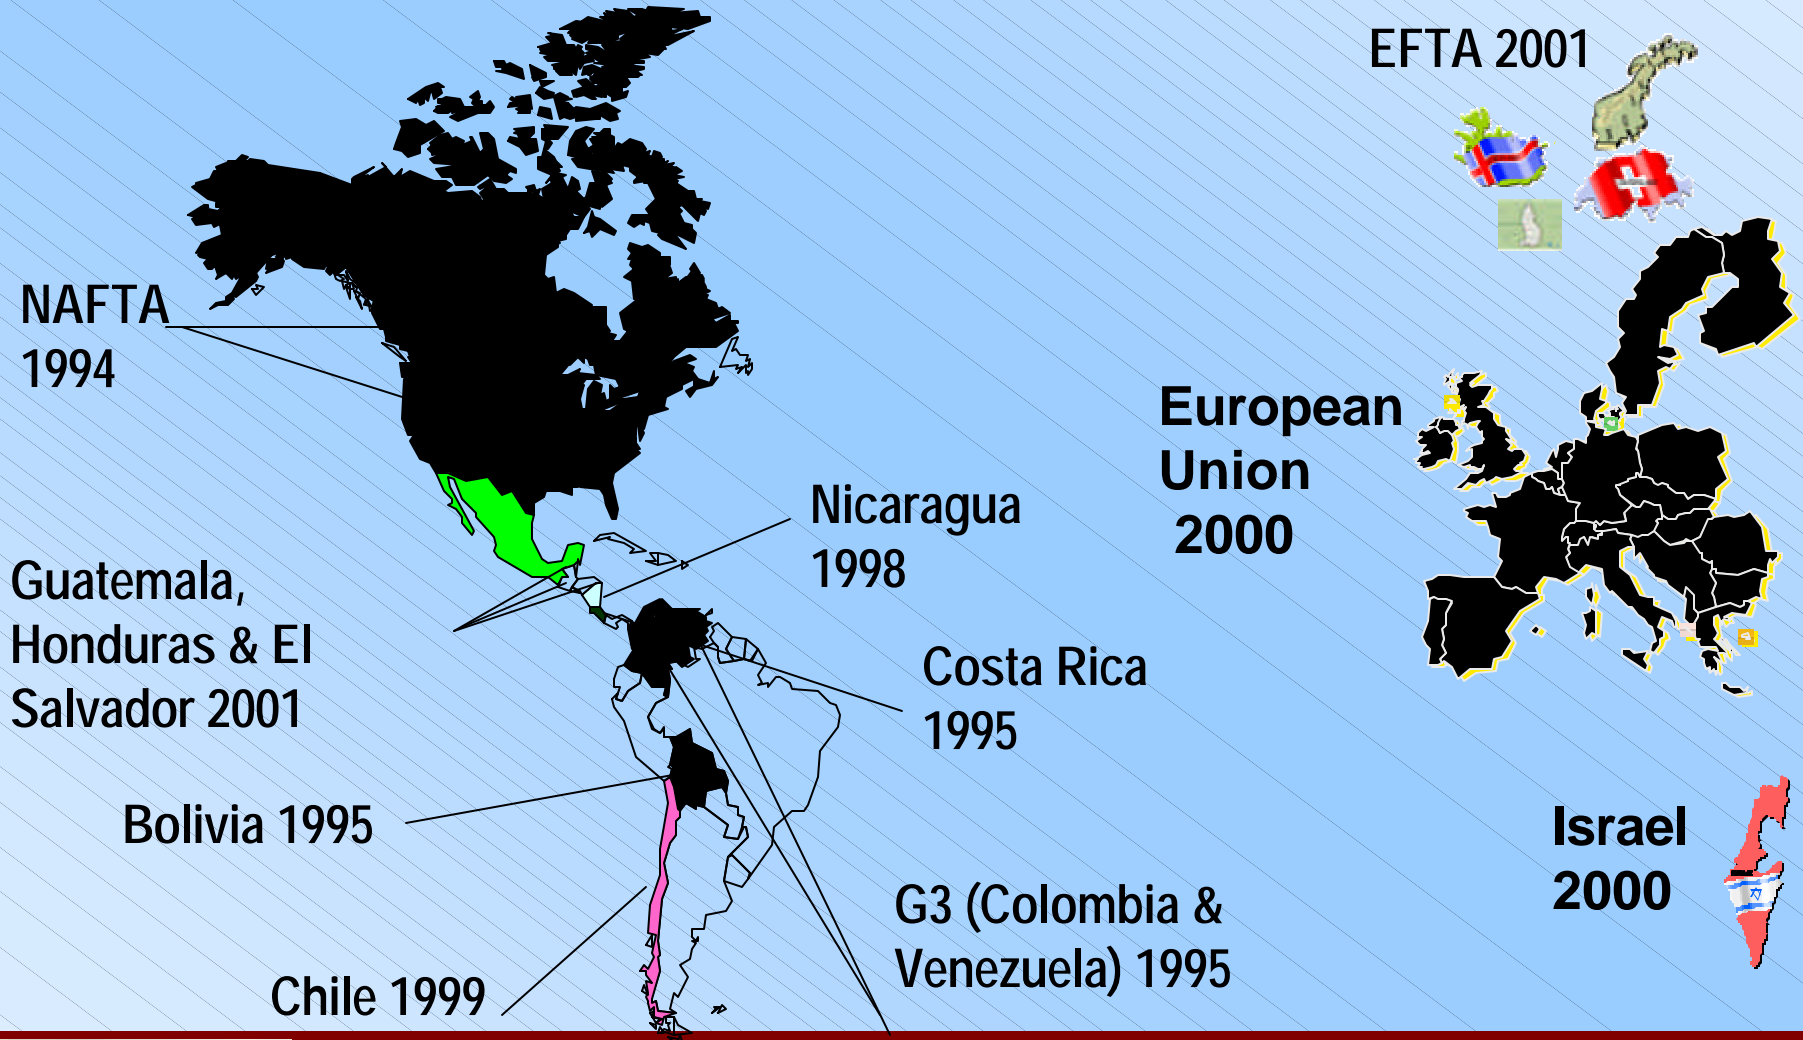 EFTA 2001
NAFTA
1994
European
Union
2000
Nicaragua
1998
Guatemala,
Honduras & El
Salvador 2001
Costa Rica
1995
Bolivia 1995
Israel
2000
G3 (Colombia &
Venezuela) 1995
Chile 1999